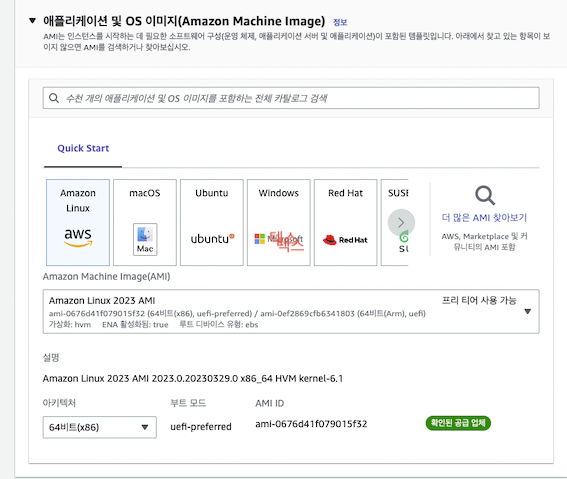 애플리케이션 및 OS 이미지(Amazon Machine Image) 정보
AMI는 인스턴스를 시작하는 데 필요한 소프트웨어 구성(운영 체제, 애플리케이션 서버 및 애플리케이션)이 포함된 템플릿입니다. 아래에서 찾고 있는 항목이 보
이지 않으면 AMI를 검색하거나 찾아보십시오.
수천 개의 애플리케이션 및 OS 이미지를 포함하는 전체 카탈로그 검색
Quick Start
Amazon Linux
aws
macOS
Mac
Ubuntu
ubuntu
Windows
Microsoft
텍스
Red Hat
Red Hat
SUSE
SU
더 많은 AMI 찾아보기
AWS, Marketplace 및 커
뮤니티의 AMI 포함
Amazon Machine Image(AMI)
Amazon Linux 2023 AMI 프리 티어 사용 가능
ami-0676d41f079015f32 (64비트(x86), uefi-preferred) / ami-0ef2869cfb6341803 (64비트(Arm), uefi)
가상화: hvm ENA 활성화됨: true 루트 디바이스 유형: ebs
설명
Amazon Linux 2023 AMI 2023.0.20230329.0 x86_64 HVM kernel-6.1
아키텍처 부트 모드 AMI ID
64비트(x86) uefi-preferred ami-0676d41f079015f32 확인된 공급 업체